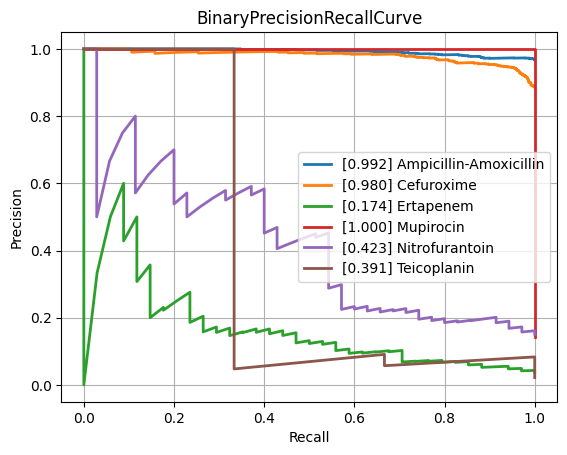 BinaryPrecisionRecallCurve
Precision
1.0
0.8
0.6
0.4
0.2
0.0
[0.992] Ampicillin-Amoxicillin
[0.980] Cefuroxime
[0.174] Ertapenem
[1.000] Mupirocin
[0.423] Nitrofurantoin
[0.391] Teicoplanin
0.0 0.2 0.4 0.6 0.8 1.0
Recall